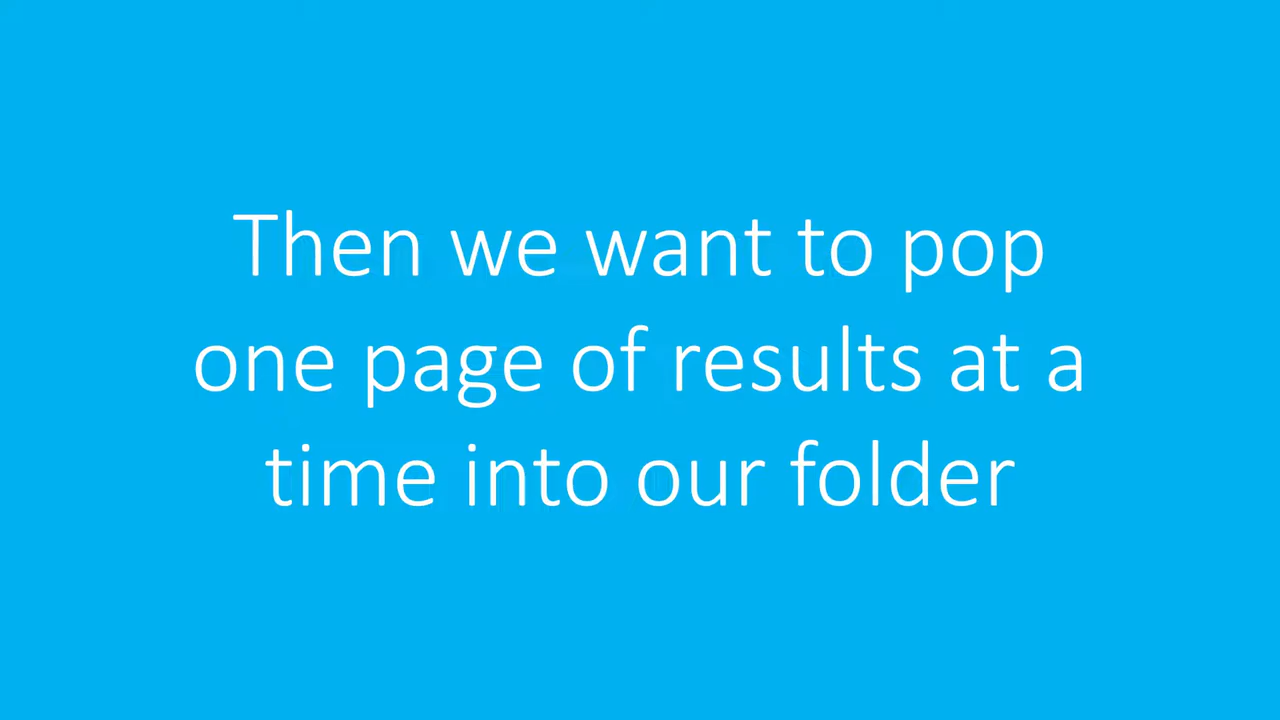 Then we want to pop
one page of results at a
time into our folder